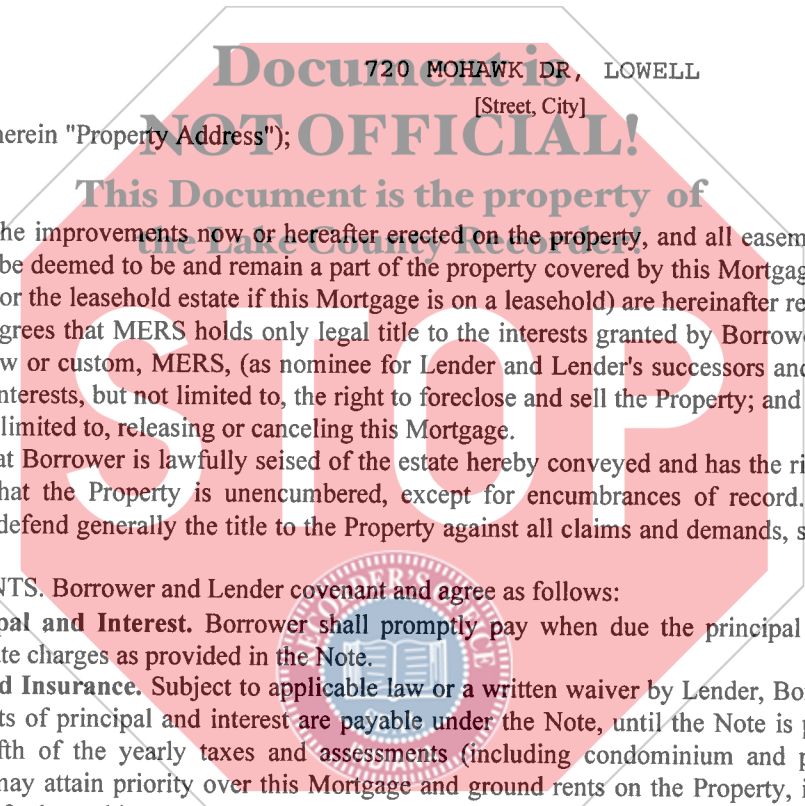 Document is
720 MOHAWK DR, LOWELL
[Street, City]
NOT OFFICIAL!
herein "Property Address");
This Document is the property of
the Lake County Recorder!
he improvements now or hereafter erected on the property, and all easem
be deemed to be and remain a part of the property covered by this Mortgag
or the leasehold estate if this Mortgage is on a leasehold) are hereinafter re
grees that MERS holds only legal title to the interests granted by Borrow
w or custom, MERS, (as nominee for Lender and Lender's successors and
nterests, but not limited to, the right to foreclose and sell the Property; and
limited to, releasing or canceling this Mortgage.
STOP
at Borrower is lawfully seised of the estate hereby conveyed and has the ri
hat the Property is unencumbered, except for encumbrances of record.
defend generally the title to the Property against all claims and demands, s
NTS. Borrower and Lender covenant and agree as follows:
pal and Interest. Borrower shall promptly pay when due the principal
te charges as provided in the Note.
d Insurance. Subject to applicable law or a written waiver by Lender, Bo
ts of principal and interest are payable under the Note, until the Note is p
fth of the yearly taxes and assessments (including condominium and p
may attain priority over this Mortgage and ground rents on the Property, i